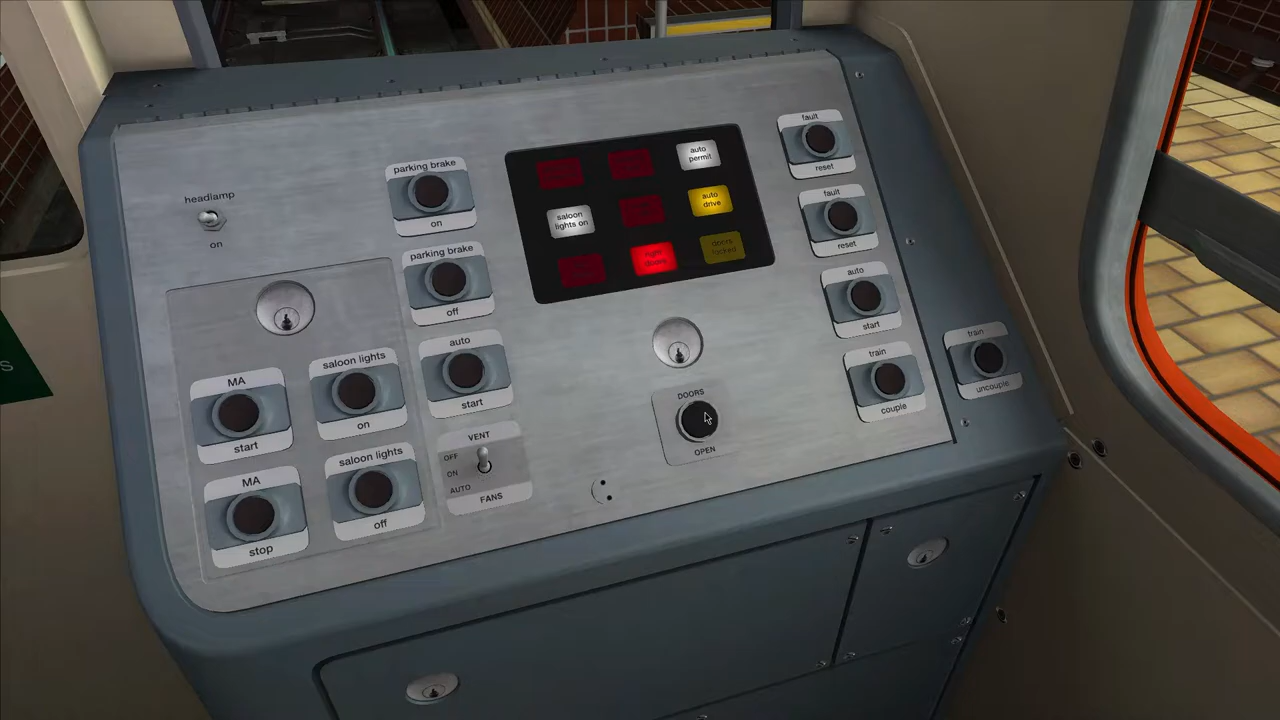 headlamp
on
parking brake
on
parking brake
off
auto
start
MA
start
saloon lights
on
MA
stop
saloon lights
off
VENT
OFF
ON
AUTO
FANS
auto
permit
saloon
lights on
auto
drive
right
doors
doors
locked
DOORS
OPEN
fault
reset
fault
reset
auto
start
train
couple
train
uncouple
S